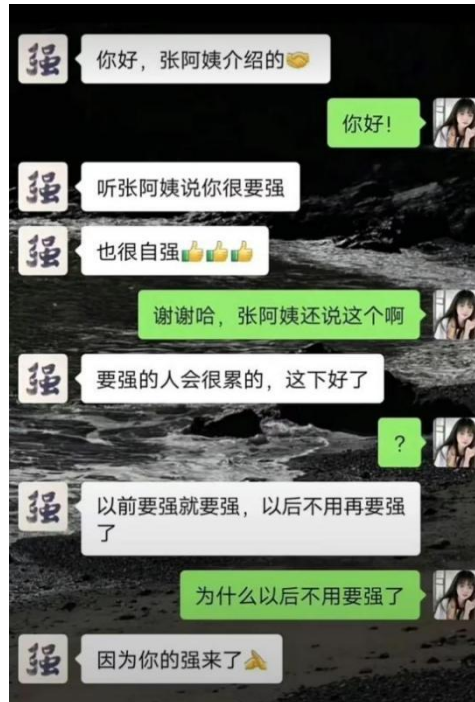 强
你好，张阿姨介绍的🤝
你好！
强
听张阿姨说你很要强
强
也很自强👍👍👍
谢谢哈，张阿姨还说这个啊
强
要强的人会很累的，这下好了
？
强
以前要强就要强，以后不用再要强
了
为什么以后不用要强了
强
因为你的强来了🫴